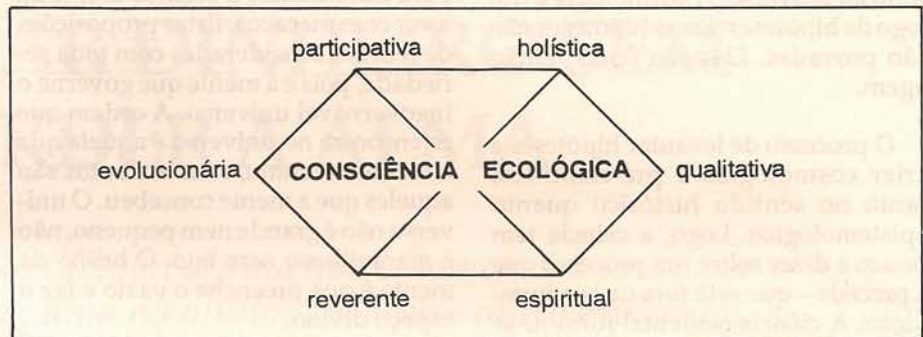 participativa holística
evolucionária CONSCIÊNCIA ECOLÓGICA qualitativa
reverente espiritual